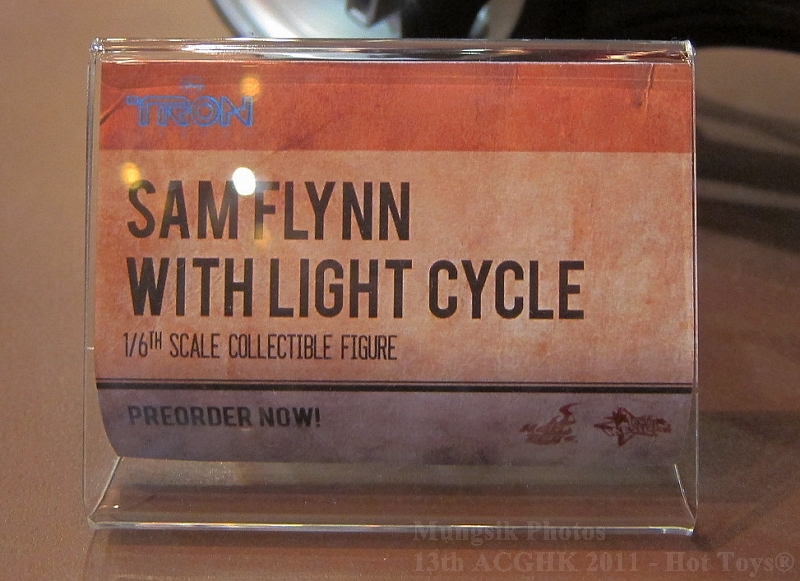 TRON
SAM FLYNN
WITH LIGHT CYCLE
1/6TH SCALE COLLECTIBLE FIGURE
PREORDER NOW!
Mungsik Photos
13th ACGHK 2011 - Hot Toys®